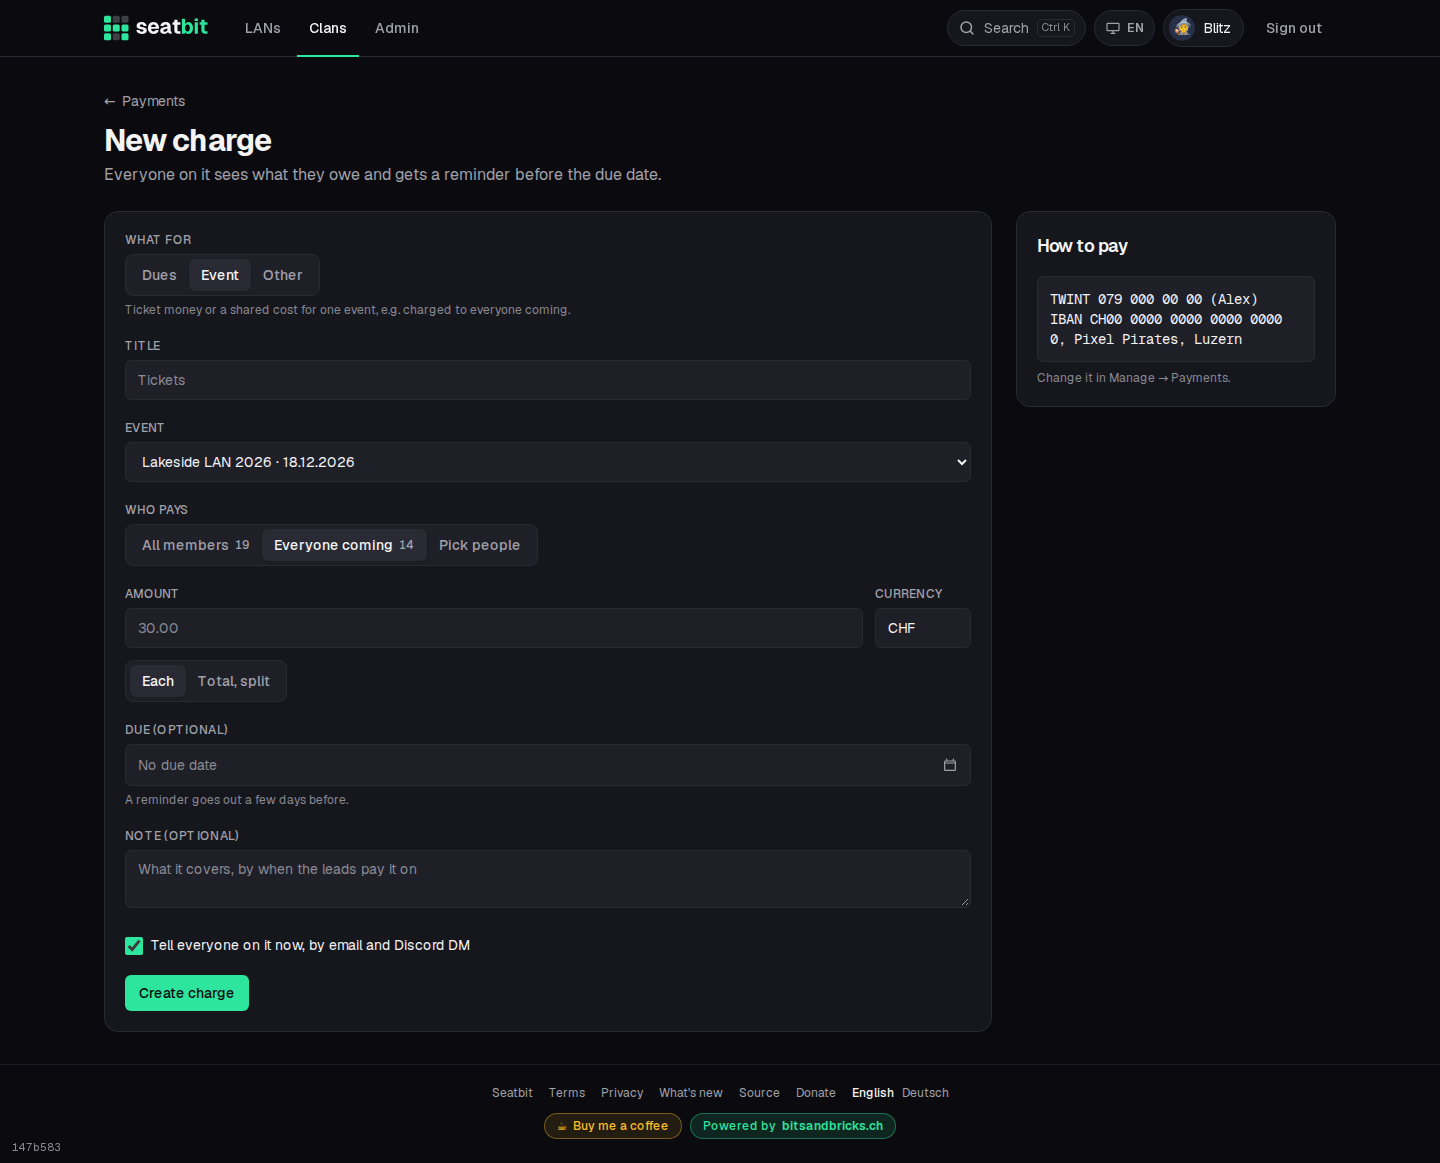 seatbit
LANs
Clans
Admin
Search Ctrl K
EN
Blitz
Sign out
← Payments
New charge
Everyone on it sees what they owe and gets a reminder before the due date.
WHAT FOR
Dues Event Other
Ticket money or a shared cost for one event, e.g. charged to everyone coming.
TITLE
Tickets
EVENT
Lakeside LAN 2026 · 18.12.2026
WHO PAYS
All members 19 Everyone coming 14 Pick people
AMOUNT
30.00
CURRENCY
CHF
Each Total, split
DUE (OPTIONAL)
No due date
A reminder goes out a few days before.
NOTE (OPTIONAL)
What it covers, by when the leads pay it on
Tell everyone on it now, by email and Discord DM
Create charge
How to pay
TWINT 079 000 00 00 (Alex)
IBAN CH00 0000 0000 0000 0000
0, Pixel Pirates, Luzern
Change it in Manage → Payments.
Seatbit Terms Privacy What's new Source Donate English Deutsch
Buy me a coffee
Powered by bitsandbricks.ch
147b583